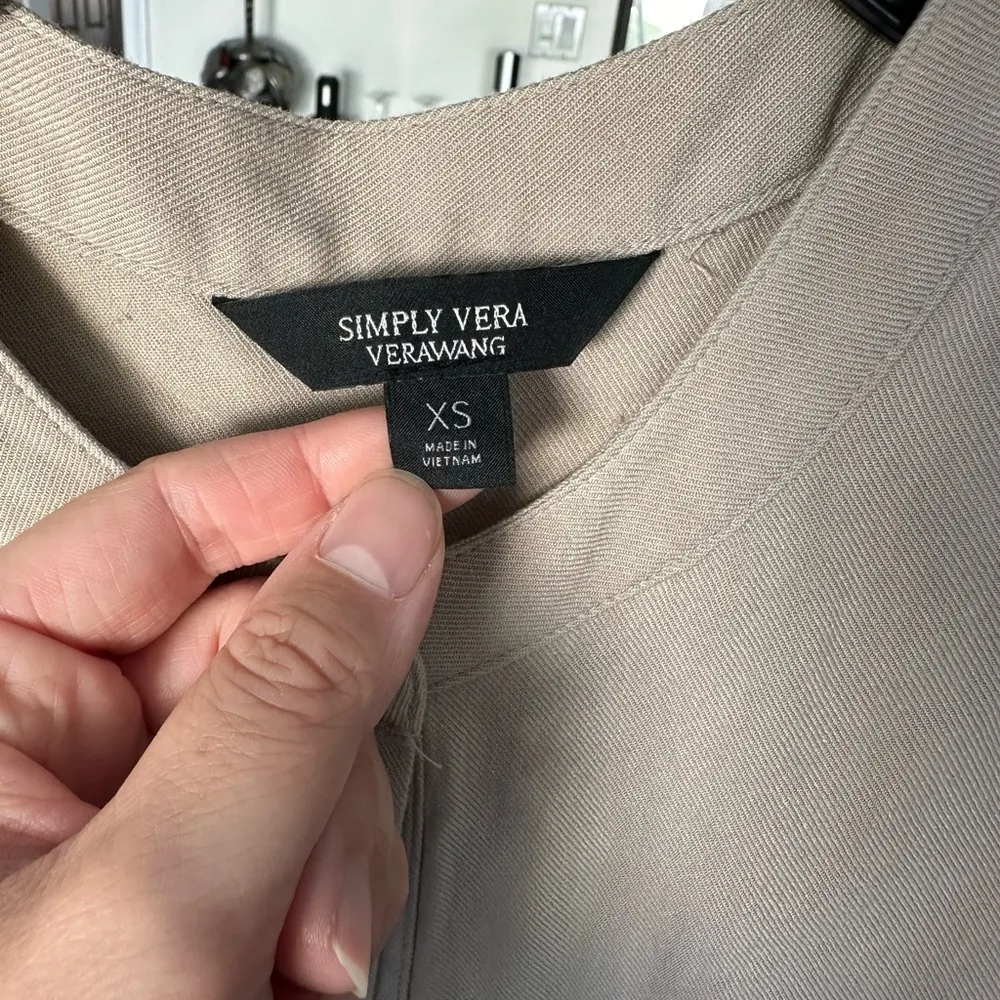 SIMPLY VERA
VERAWANG
XS
MADE IN
VIETNAM